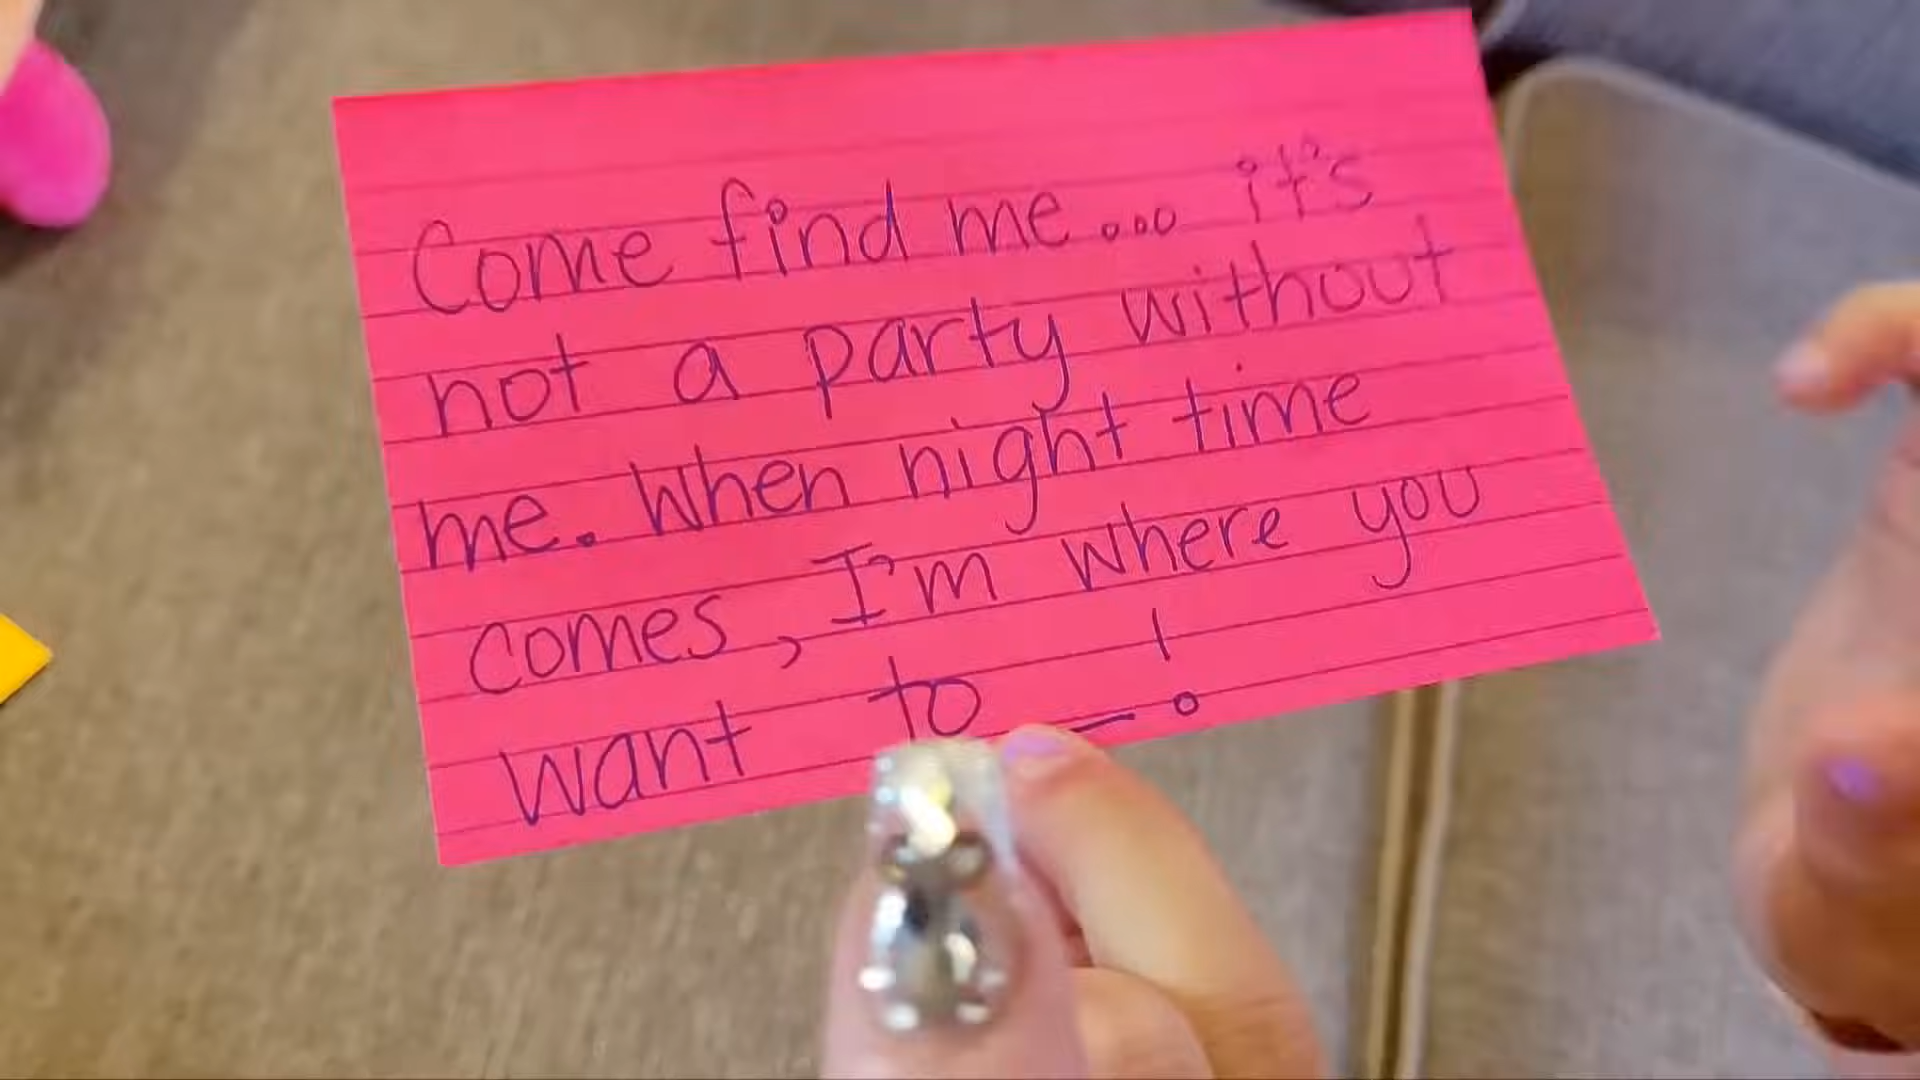 Come find me... it's
not a party without
me. When night time
comes, I'm where you
want to __!